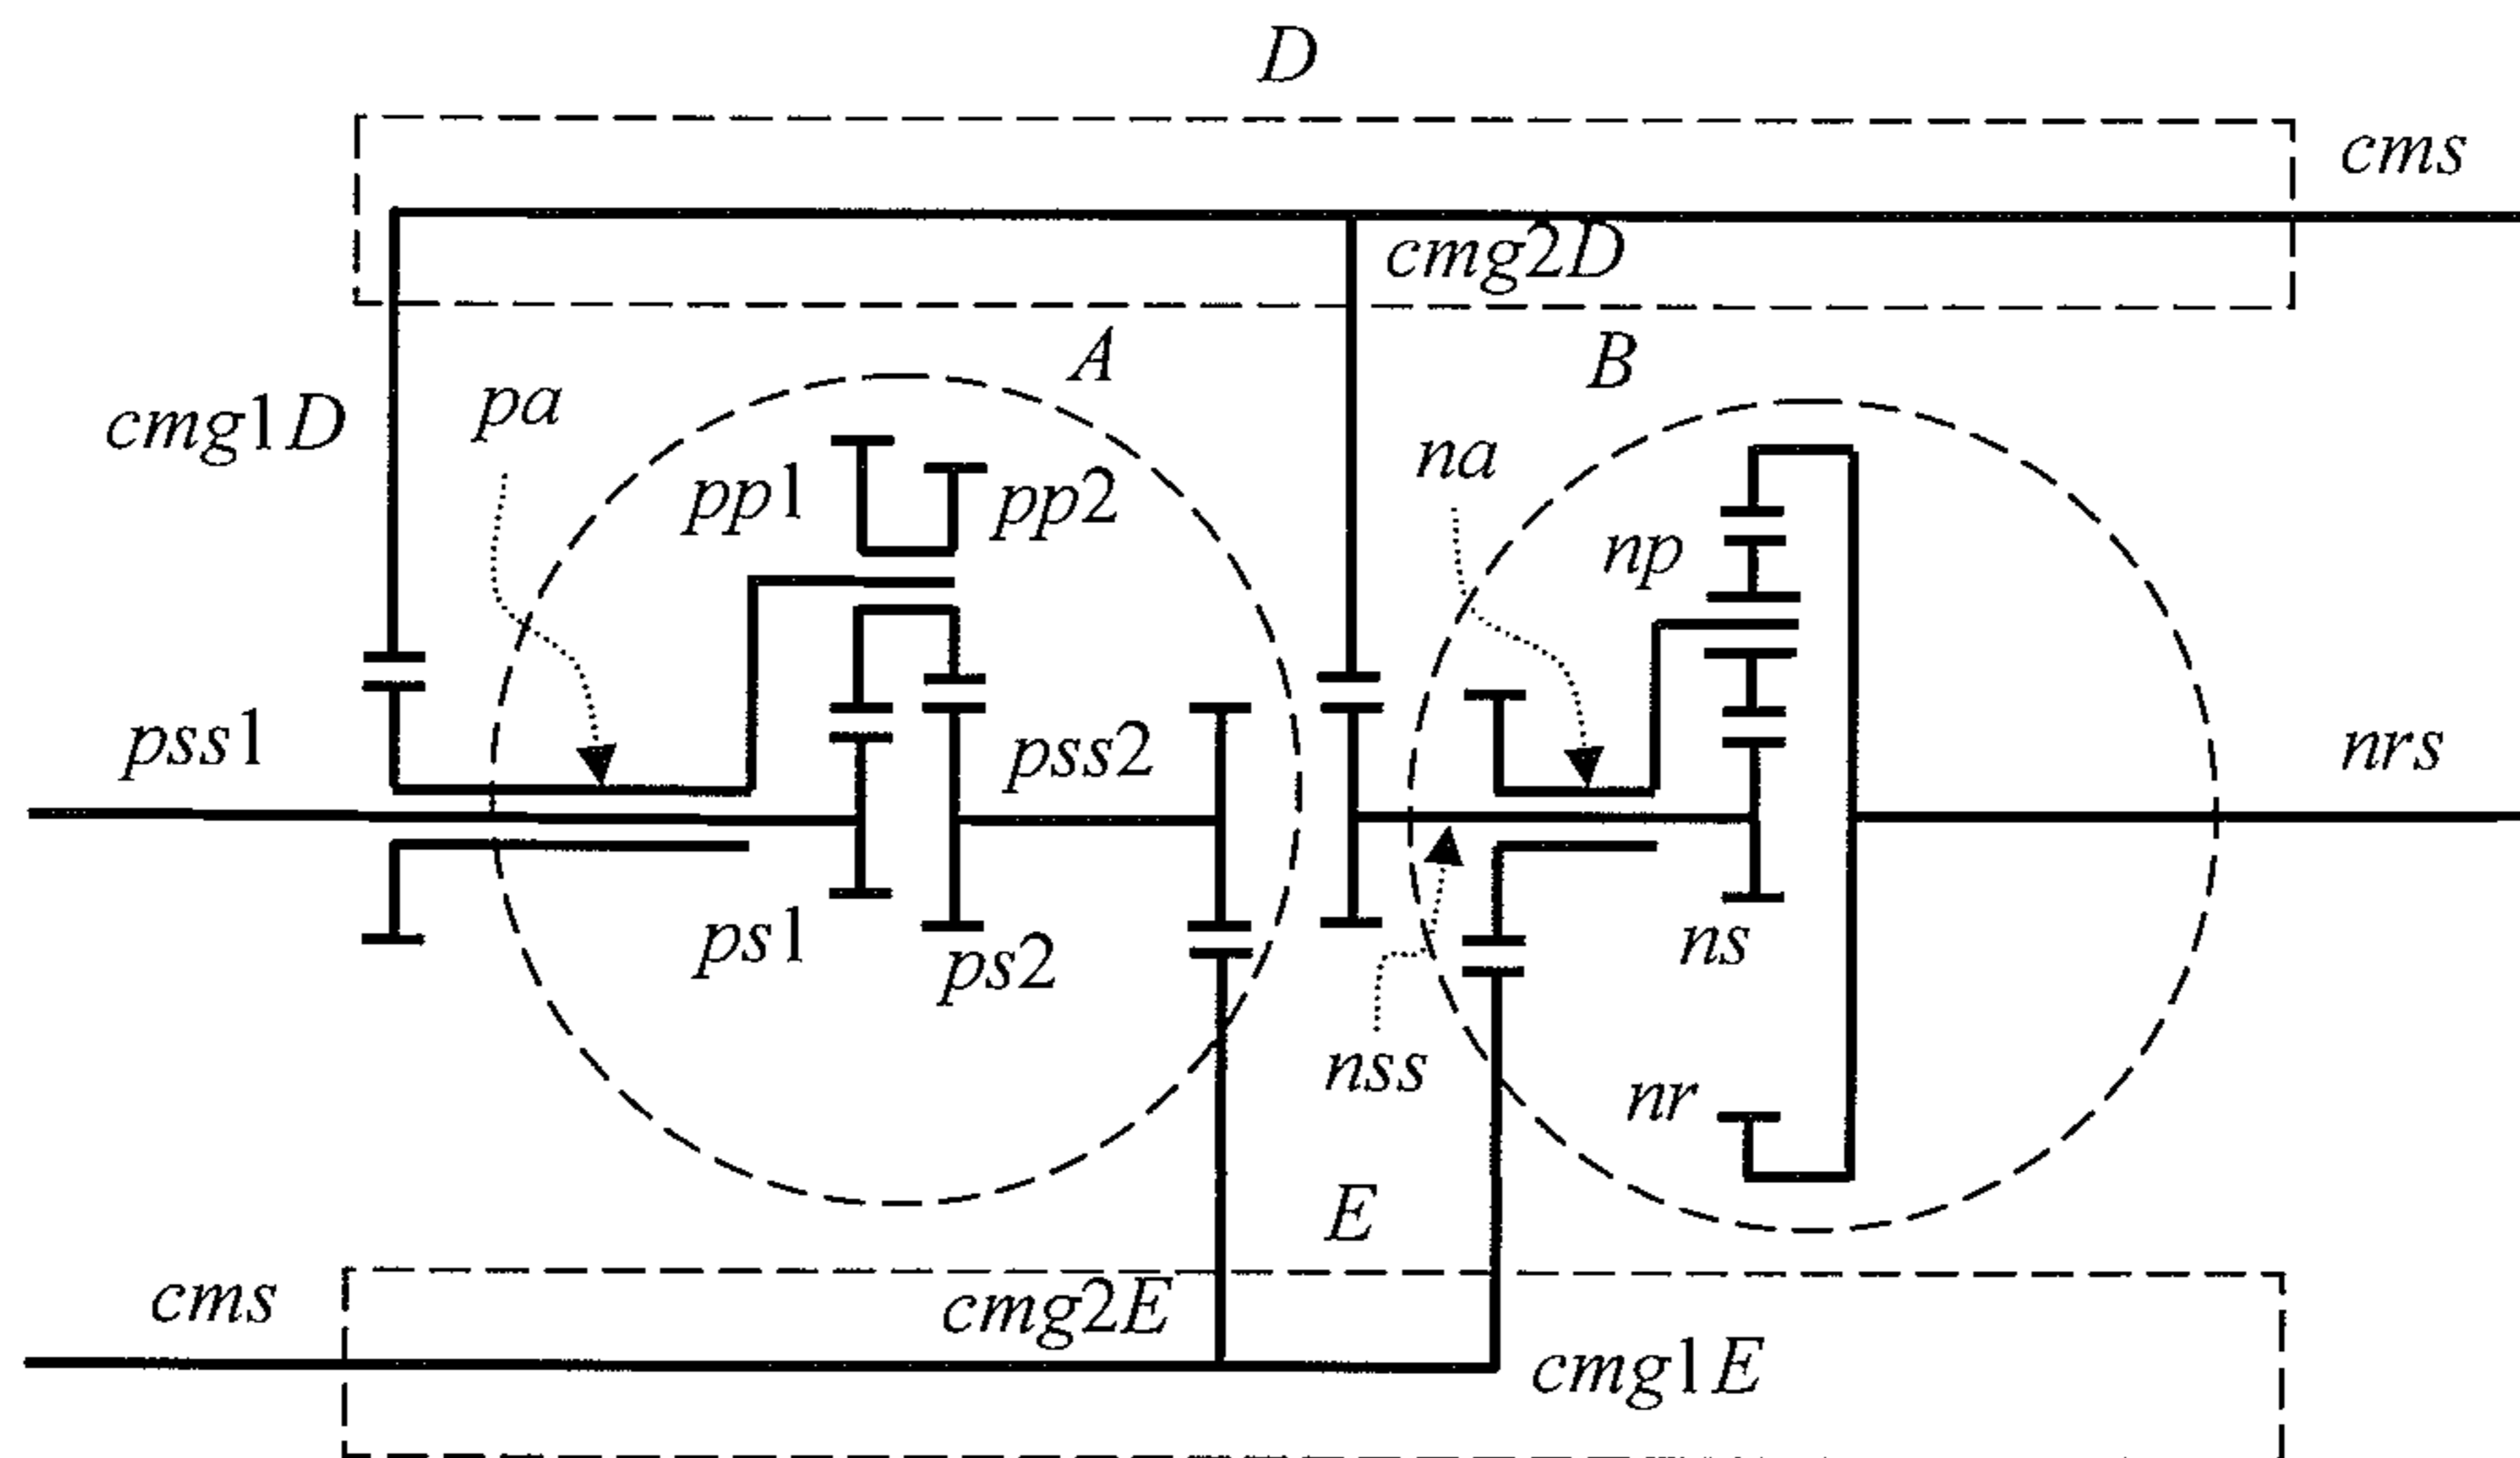 D
cms
cmg2D
A
B
cmg1D
pa
pp1
pp2
na
np
pss1
pss2
nrs
ps1
ps2
ns
nss
nr
E
cms
cmg2E
cmg1E